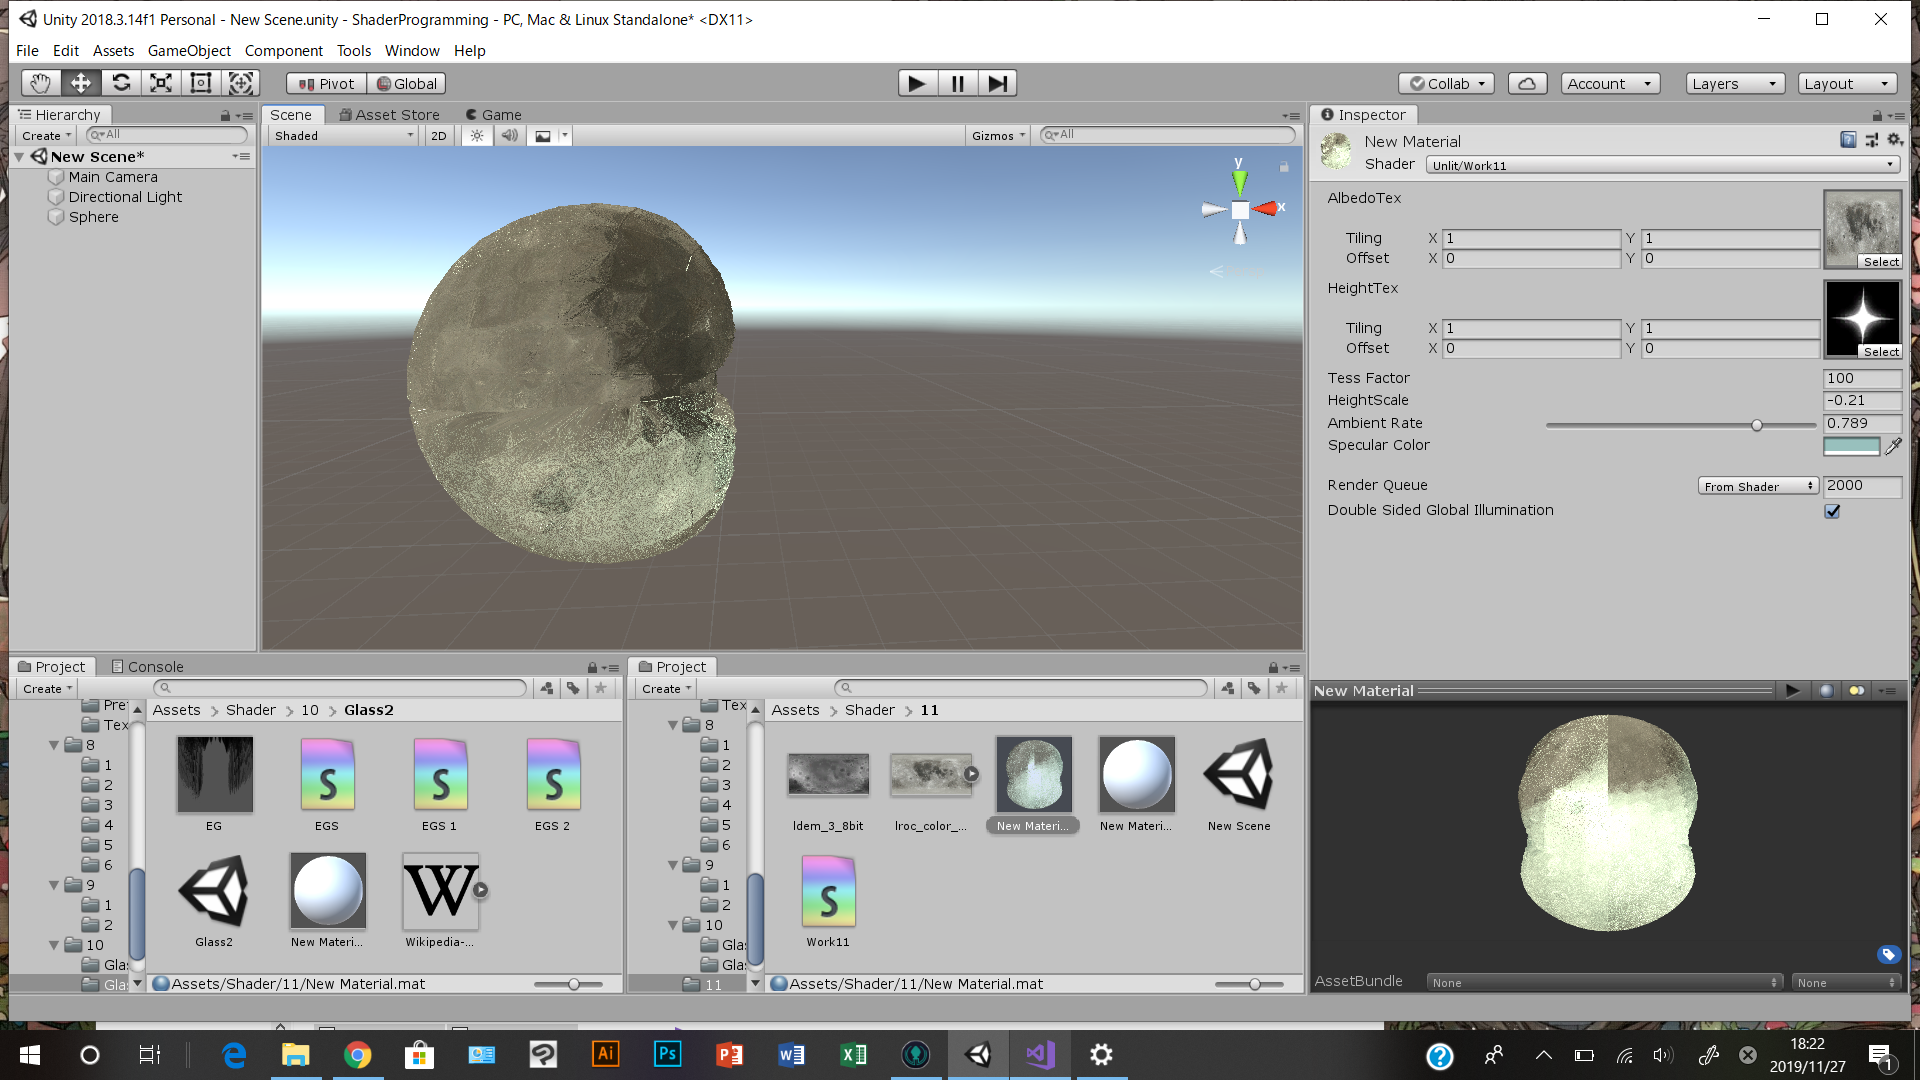 Unity 2018.3.14f1 Personal - New Scene.unity - ShaderProgramming - PC, Mac & Linux Standalone* <DX11>
File Edit Assets GameObject Component Tools Window Help
Pivot Global Collab Account Layers Layout
Hierarchy
Create All
New Scene*
Main Camera
Directional Light
Sphere
Scene Asset Store Game
Shaded 2D Gizmos All
y
x
Inspector
New Material
Shader Unlit/Work11
AlbedoTex
Tiling X 1 Y 1
Offset X 0 Y 0
Select
HeightTex
Tiling X 1 Y 1
Offset X 0 Y 0
Select
Tess Factor 100
HeightScale -0.21
Ambient Rate 0.789
Specular Color
Render Queue From Shader 2000
Double Sided Global Illumination
Project Console
Create
Pre
Tex
8
1
2
3
4
5
6
9
1
2
10
Gla
Gla
Assets Shader 10 Glass2
EG EGS EGS 1 EGS 2
Glass2 New Materi... Wikipedia-...
Assets/Shader/11/New Material.mat
Project
Create
Tex
8
1
2
3
4
5
6
9
1
2
10
Gla
Gla
11
Assets Shader 11
ldem_3_8bit lroc_color_... New Materi... New Materi... New Scene
Work11
Assets/Shader/11/New Material.mat
New Material
AssetBundle None None
18:22
2019/11/27
1